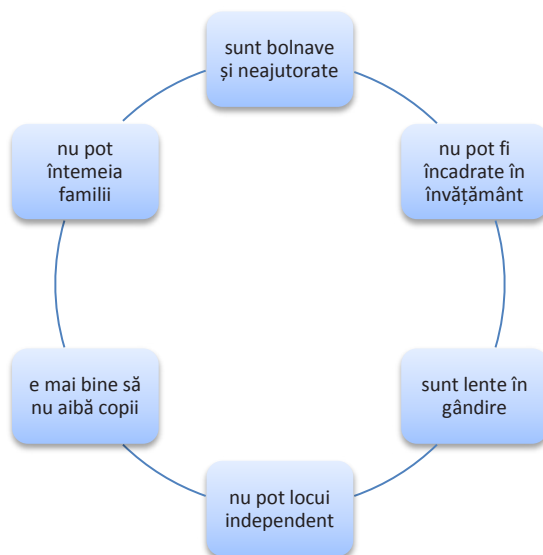 sunt bolnave
și neajutorate
nu pot fi
încadrate în
învățământ
sunt lente în
gândire
nu pot locui
independent
e mai bine să
nu aibă copii
nu pot
întemeia
familii